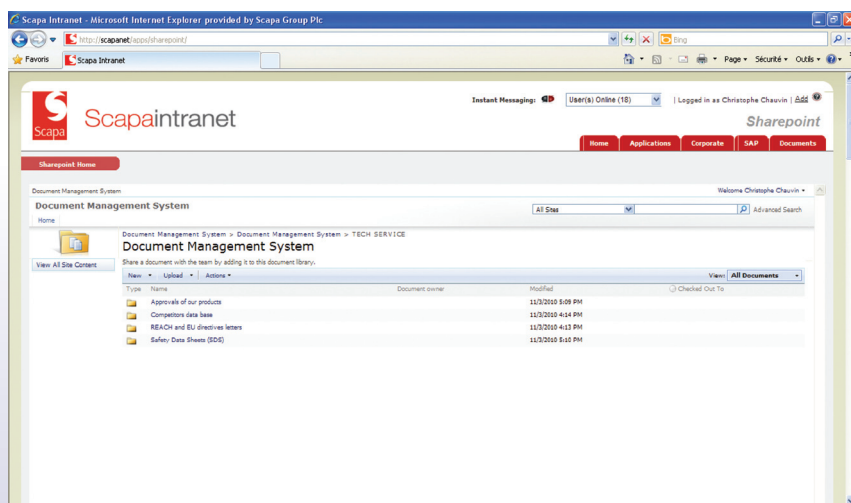 Scapa Intranet - Microsoft Internet Explorer provided by Scapa Group Plc
http://scapanet/apps/sharepoint/
Bing
Favoris
Scapa Intranet
Page
Sécurité
Outils
Scapa
Scapaintranet
Instant Messaging:
User(s) Online (18)
| Logged in as Christophe Chauvin | Add
Sharepoint
Home
Applications
Corporate
SAP
Documents
Sharepoint Home
Document Management System
Welcome Christophe Chauvin
Document Management System
All Sites
Advanced Search
Home
Document Management System > Document Management System > TECH SERVICE
Document Management System
View All Site Content
Share a document with the team by adding it to this document library.
New
Upload
Actions
View: All Documents
Type
Name
Document owner
Modified
Checked Out To
Approvals of our products
11/3/2010 5:09 PM
Competitors data base
11/3/2010 4:14 PM
REACH and EU directives letters
11/3/2010 4:13 PM
Safety Data Sheets (SDS)
11/3/2010 5:10 PM